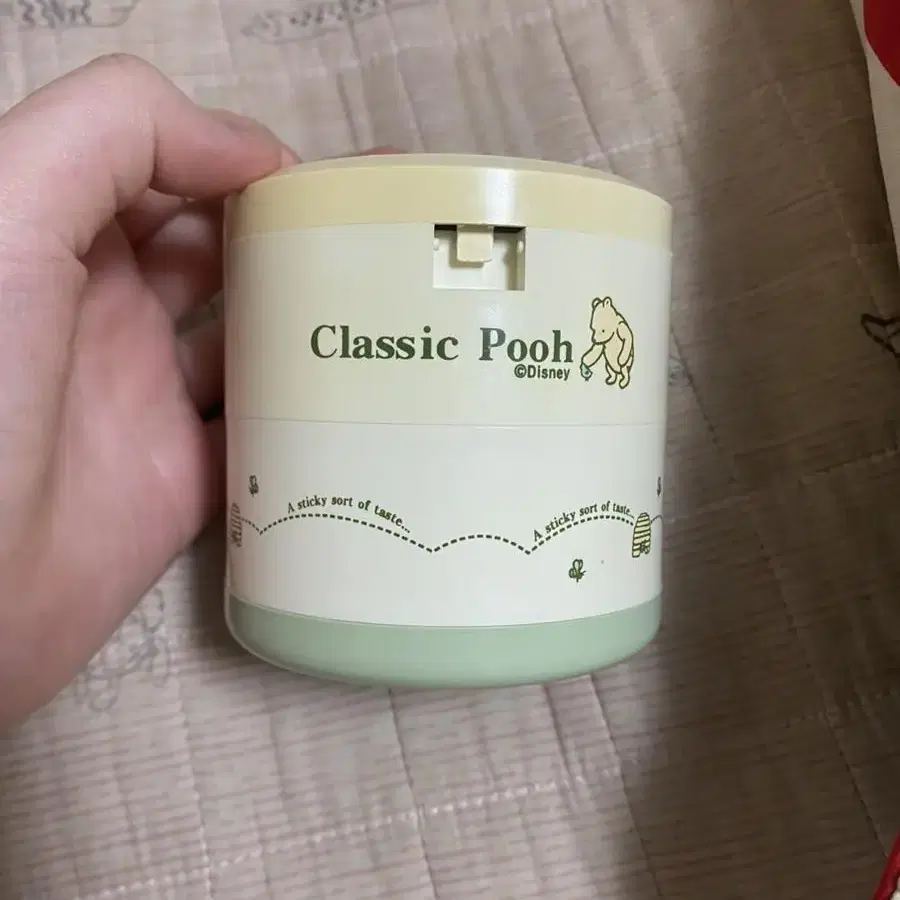 Classic Pooh
©Disney
A sticky sort of taste...
A sticky sort of taste...